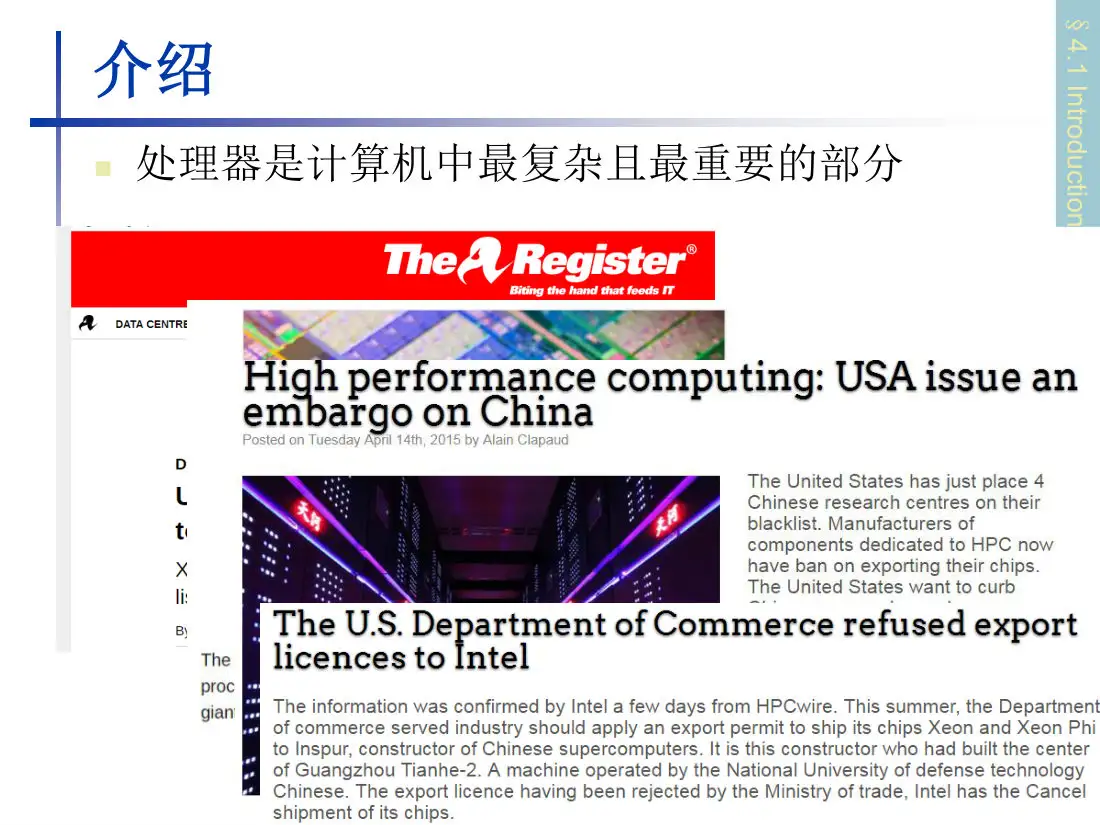 介绍
§4.1 Introduction
处理器是计算机中最复杂且最重要的部分
The Register®
Biting the hand that feeds IT
DATA CENTRE
High performance computing: USA issue an
embargo on China
Posted on Tuesday April 14th, 2015 by Alain Clapaud
天河
天河
The United States has just place 4
Chinese research centres on their
blacklist. Manufacturers of
components dedicated to HPC now
have ban on exporting their chips.
The United States want to curb
By
The
proc
The U.S. Department of Commerce refused export
licences to Intel
The information was confirmed by Intel a few days from HPCwire. This summer, the Department
of commerce served industry should apply an export permit to ship its chips Xeon and Xeon Phi
to Inspur, constructor of Chinese supercomputers. It is this constructor who had built the center
of Guangzhou Tianhe-2. A machine operated by the National University of defense technology
Chinese. The export licence having been rejected by the Ministry of trade, Intel has the Cancel
shipment of its chips.